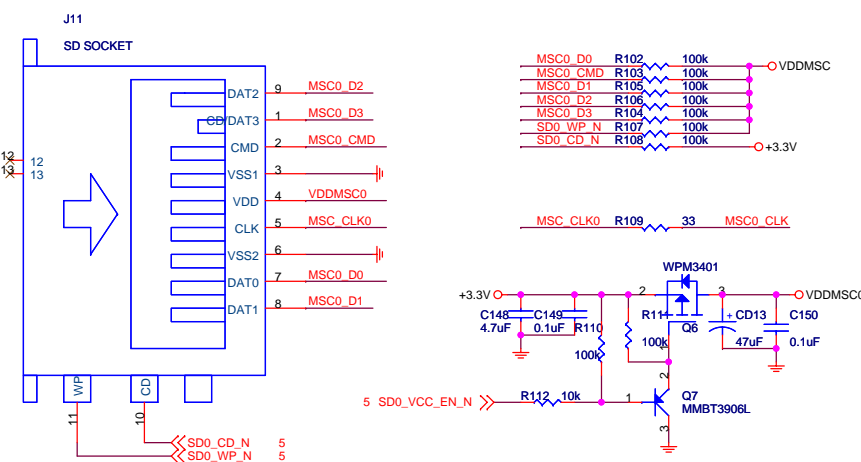 J11
SD SOCKET
DAT2 9 MSC0_D2
CD/DAT3 1 MSC0_D3
CMD 2 MSC0_CMD
VSS1 3
VDD 4 VDDMSC0
CLK 5 MSC_CLK0
VSS2 6
DAT0 7 MSC0_D0
DAT1 8 MSC0_D1
12 12
13 13
WP CD
11 10
SD0_CD_N 5
SD0_WP_N 5
MSC0_D0 R102 100k VDDMSC
MSC0_CMD R103 100k
MSC0_D1 R105 100k
MSC0_D2 R106 100k
MSC0_D3 R104 100k
SD0_WP_N R107 100k
SD0_CD_N R108 100k +3.3V
MSC_CLK0 R109 33 MSC0_CLK
WPM3401
+3.3V 2 3 VDDMSC0
C148 C149 R110 R111 Q6 + CD13 C150
4.7uF 0.1uF 100k 100k 1 47uF 0.1uF
5 SD0_VCC_EN_N R112 10k 1 2 3 Q7
MMBT3906L